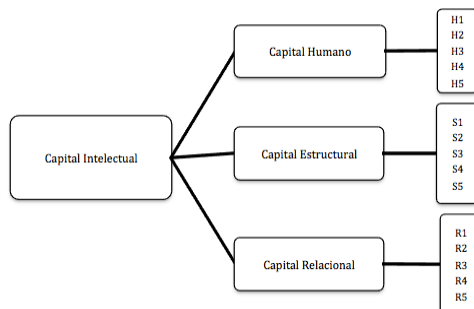 Capital Intelectual
Capital Humano
H1
H2
H3
H4
H5
Capital Estructural
S1
S2
S3
S4
S5
Capital Relacional
R1
R2
R3
R4
R5